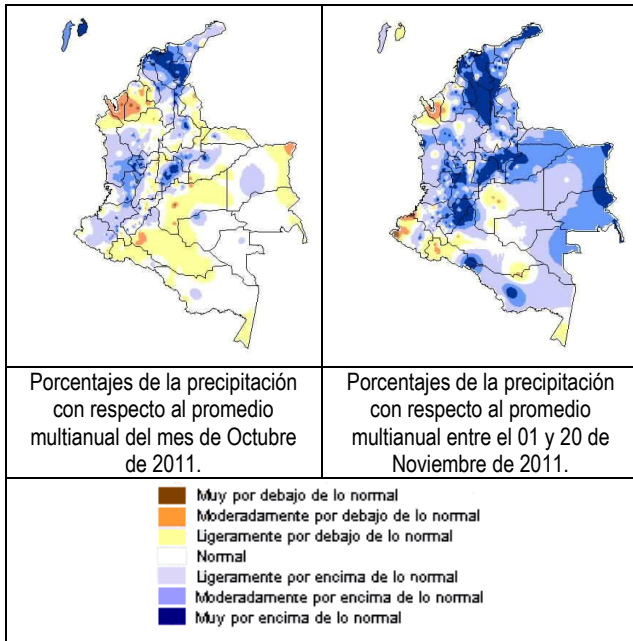 Porcentajes de la precipitación
con respecto al promedio
multianual del mes de Octubre
de 2011.
Porcentajes de la precipitación
con respecto al promedio
multianual entre el 01 y 20 de
Noviembre de 2011.
Muy por debajo de lo normal
Moderadamente por debajo de lo normal
Ligeramente por debajo de lo normal
Normal
Ligeramente por encima de lo normal
Moderadamente por encima de lo normal
Muy por encima de lo normal